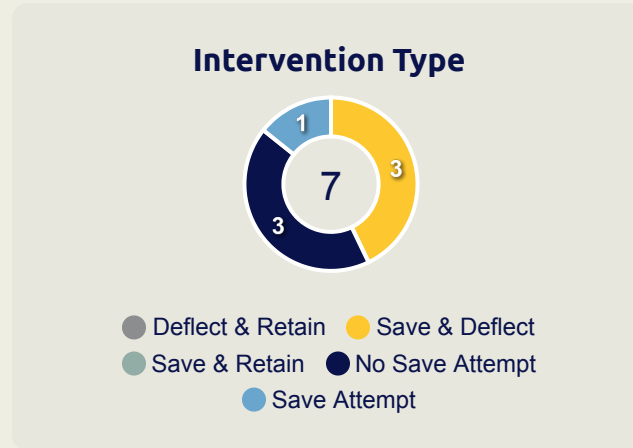 Intervention Type
1
3
7
3
Deflect & Retain Save & Deflect
Save & Retain No Save Attempt
Save Attempt